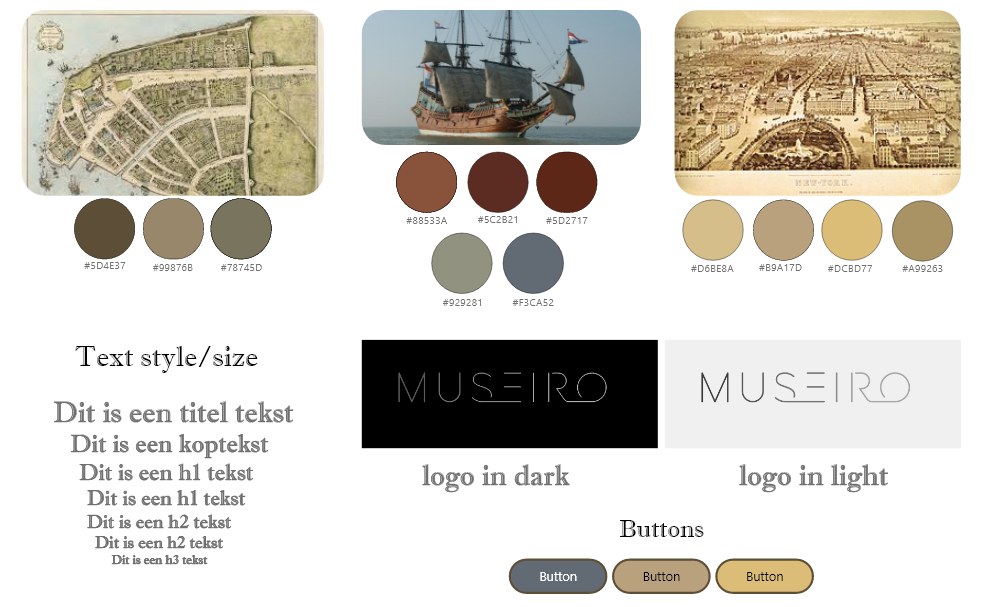 NEW-YORK.
#5D4E37
#99876B
#78745D
#88533A
#5C2B21
#5D2717
#929281
#F3CA52
#D6BE8A
#B9A17D
#DCBD77
#A99263
Text style/size
Dit is een titel tekst
Dit is een koptekst
Dit is een h1 tekst
Dit is een h1 tekst
Dit is een h2 tekst
Dit is een h2 tekst
Dit is een h3 tekst
MUSEIRO
MUSEIRO
logo in dark
logo in light
Buttons
Button
Button
Button